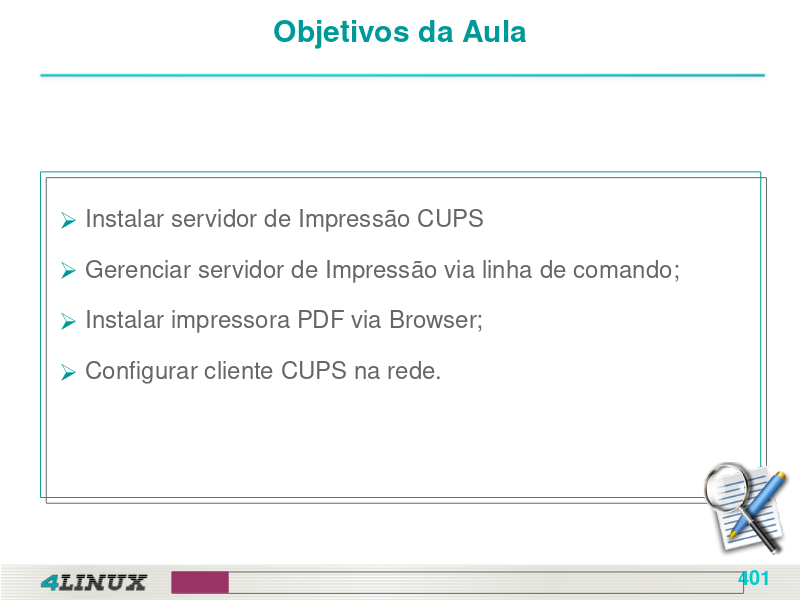 Objetivos da Aula
Instalar servidor de Impressão CUPS
Gerenciar servidor de Impressão via linha de comando;
Instalar impressora PDF via Browser;
Configurar cliente CUPS na rede.
4LINUX
401